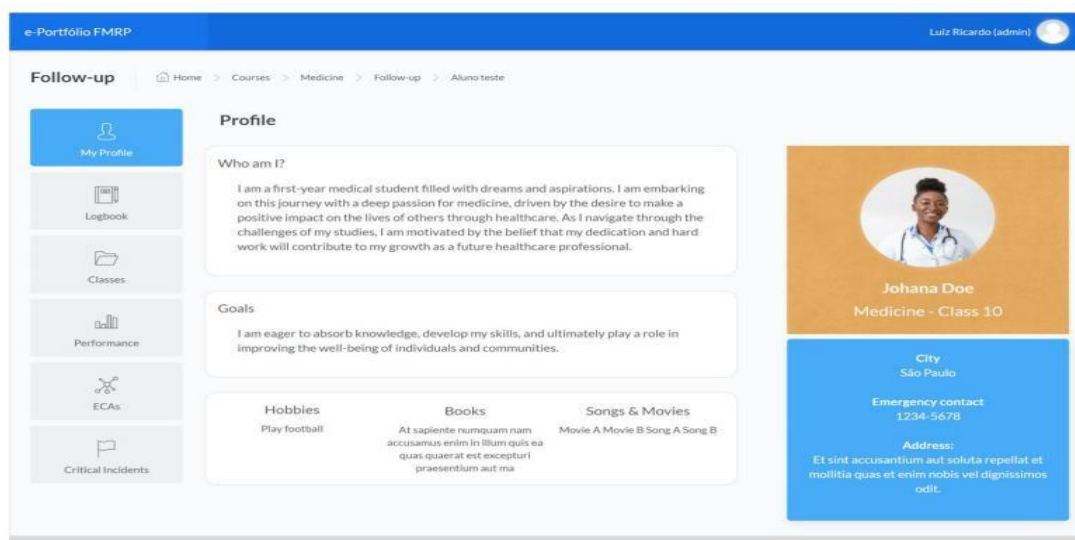 e-Portfólio FMRP
Luiz Ricardo (admin)
Follow-up
Home > Courses > Medicine > Follow-up > Aluno teste
My Profile
Logbook
Classes
Performance
ECAs
Critical Incidents
Profile
Who am I?
I am a first-year medical student filled with dreams and aspirations. I am embarking
on this journey with a deep passion for medicine, driven by the desire to make a
positive impact on the lives of others through healthcare. As I navigate through the
challenges of my studies, I am motivated by the belief that my dedication and hard
work will contribute to my growth as a future healthcare professional.
Goals
I am eager to absorb knowledge, develop my skills, and ultimately play a role in
improving the well-being of individuals and communities.
Hobbies
Play football
Books
At sapiente numquam nam
accusamus enim in illum quis ea
quas quaerat est excepturi
praesentium aut ma
Songs & Movies
Movie A Movie B Song A Song B
Johana Doe
Medicine - Class 10
City
São Paulo
Emergency contact
1234-5678
Address:
Et sint accusantium aut soluta repellat et
mollitia quas et enim nobis vel dignissimos
odit.